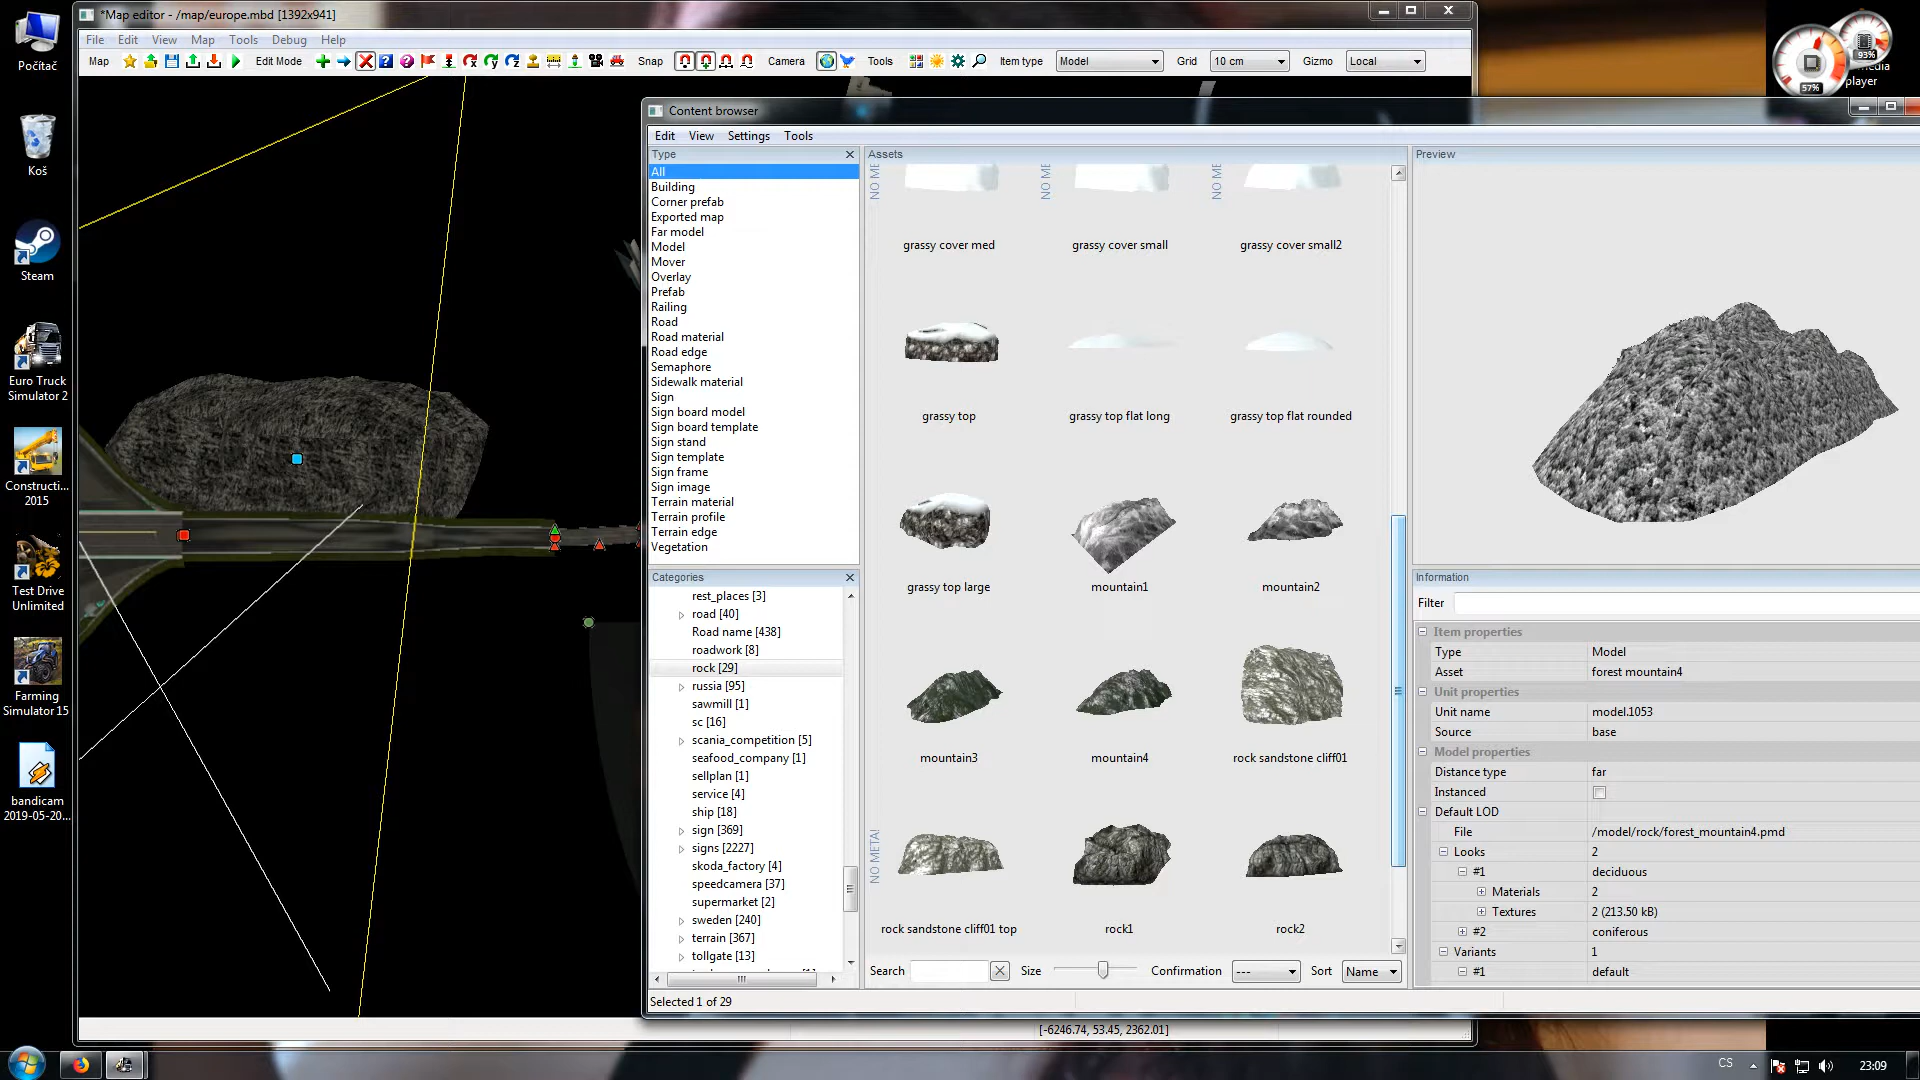 Počítač
Koš
Steam
Euro Truck
Simulator 2
Constructi...
2015
Test Drive
Unlimited
Farming
Simulator 15
bandicam
2019-05-20...
*Map editor - /map/europe.mbd [1392x941]
File Edit View Map Tools Debug Help
Map Edit Mode Snap Camera Tools Item type Model Grid 10 cm Gizmo Local
57%
93%
player
Content browser
Edit View Settings Tools
Type
All
Building
Corner prefab
Exported map
Far model
Model
Mover
Overlay
Prefab
Railing
Road
Road material
Road edge
Semaphore
Sidewalk material
Sign
Sign board model
Sign board template
Sign stand
Sign template
Sign frame
Sign image
Terrain material
Terrain profile
Terrain edge
Vegetation
Categories
rest_places [3]
road [40]
Road name [438]
roadwork [8]
rock [29]
russia [95]
sawmill [1]
sc [16]
scania_competition [5]
seafood_company [1]
sellplan [1]
service [4]
ship [18]
sign [369]
signs [2227]
skoda_factory [4]
speedcamera [37]
supermarket [2]
sweden [240]
terrain [367]
tollgate [13]
Assets
NO ME
NO ME
NO ME
grassy cover med
grassy cover small
grassy cover small2
grassy top
grassy top flat long
grassy top flat rounded
grassy top large
mountain1
mountain2
mountain3
mountain4
rock sandstone cliff01
NO META!
rock sandstone cliff01 top
rock1
rock2
Search Size Confirmation --- Sort Name
Selected 1 of 29
Preview
Information
Filter
Item properties
Type Model
Asset forest mountain4
Unit properties
Unit name model.1053
Source base
Model properties
Distance type far
Instanced
Default LOD
File /model/rock/forest_mountain4.pmd
Looks 2
#1 deciduous
Materials 2
Textures 2 (213.50 kB)
#2 coniferous
Variants 1
#1 default
[-6246.74, 53.45, 2362.01]
CS
23:09